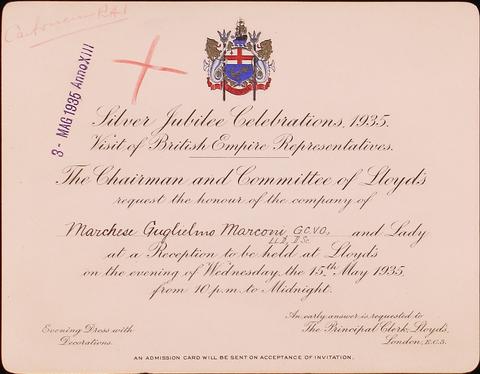 3 - MAG 1935 Anno XIII
Silver Jubilee Celebrations, 1935.
Visit of British Empire Representatives.
The Chairman and Committee of Lloyd's
request the honour of the company of
Marchese Guglielmo Marconi, G.C.V.O., and Lady
LL.D., D.Sc.
at a Reception to be held at Lloyd's
on the evening of Wednesday, the 15th May 1935,
from 10 p.m. to Midnight.
Evening Dress with
Decorations.
An early answer is requested to
The Principal Clerk, Lloyd's,
London, E.C.3.
AN ADMISSION CARD WILL BE SENT ON ACCEPTANCE OF INVITATION.